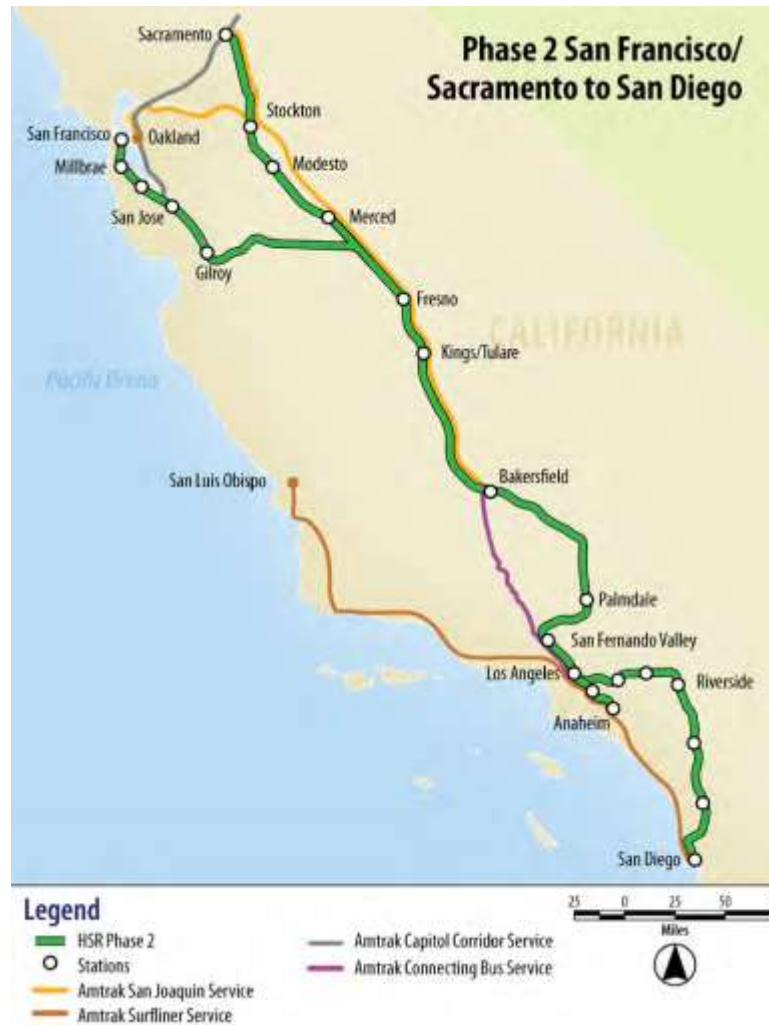 Phase 2 San Francisco/
Sacramento to San Diego
Sacramento
Stockton
San Francisco
Oakland
Modesto
Millbrae
San Jose
Merced
Gilroy
Fresno
CALIFORNIA
Kings/Tulare
Pacific Ocean
San Luis Obispo
Bakersfield
Palmdale
San Fernando Valley
Los Angeles
Riverside
Anaheim
San Diego
Legend
HSR Phase 2
Stations
Amtrak San Joaquin Service
Amtrak Surfliner Service
Amtrak Capitol Corridor Service
Amtrak Connecting Bus Service
25 0 25 50
Miles